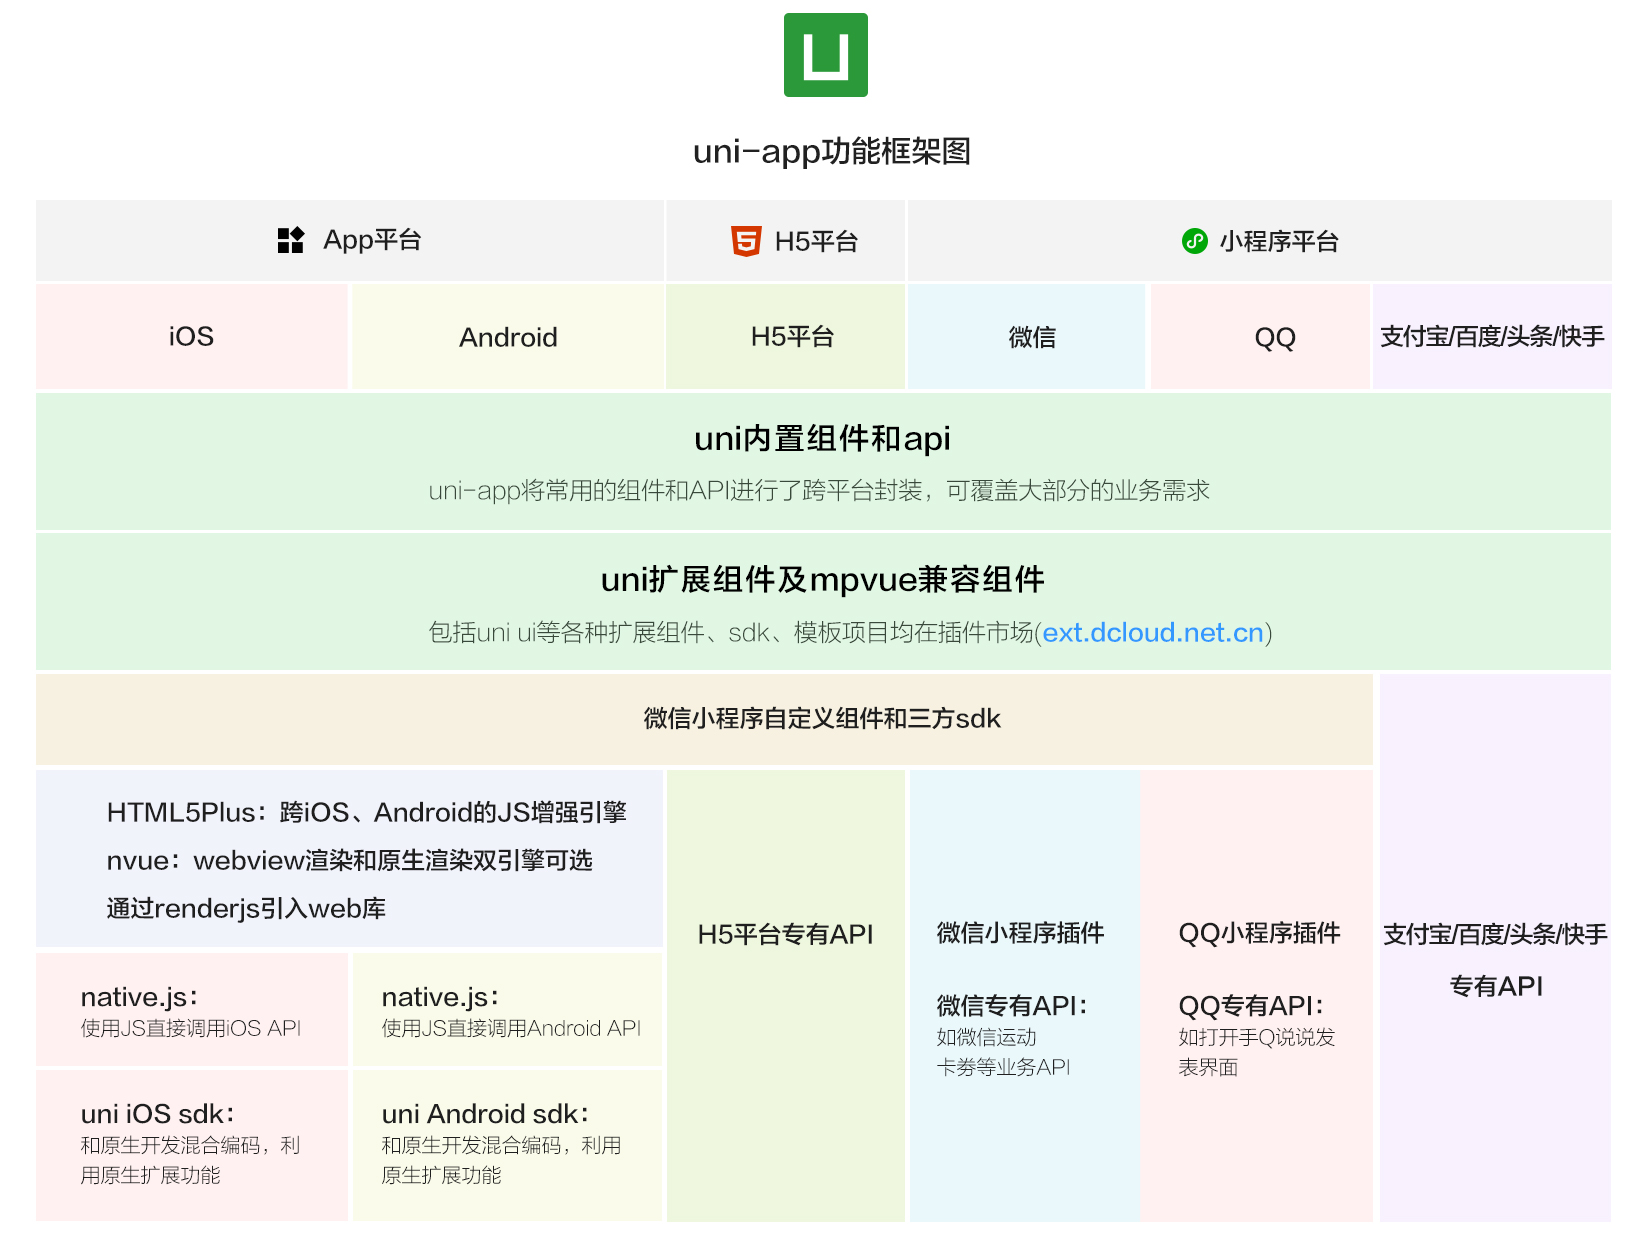 uni-app功能框架图
App平台
H5平台
小程序平台
iOS
Android
H5平台
微信
QQ
支付宝/百度/头条/快手
uni内置组件和api
uni-app将常用的组件和API进行了跨平台封装，可覆盖大部分的业务需求
uni扩展组件及mpvue兼容组件
包括uni ui等各种扩展组件、sdk、模板项目均在插件市场(ext.dcloud.net.cn)
微信小程序自定义组件和三方sdk
HTML5Plus：跨iOS、Android的JS增强引擎
nvue：webview渲染和原生渲染双引擎可选
通过renderjs引入web库
native.js：
使用JS直接调用iOS API
native.js：
使用JS直接调用Android API
uni iOS sdk：
和原生开发混合编码，利
用原生扩展功能
uni Android sdk：
和原生开发混合编码，利用
原生扩展功能
H5平台专有API
微信小程序插件
微信专有API：
如微信运动
卡劵等业务API
QQ小程序插件
QQ专有API：
如打开手Q说说发
表界面
支付宝/百度/头条/快手
专有API